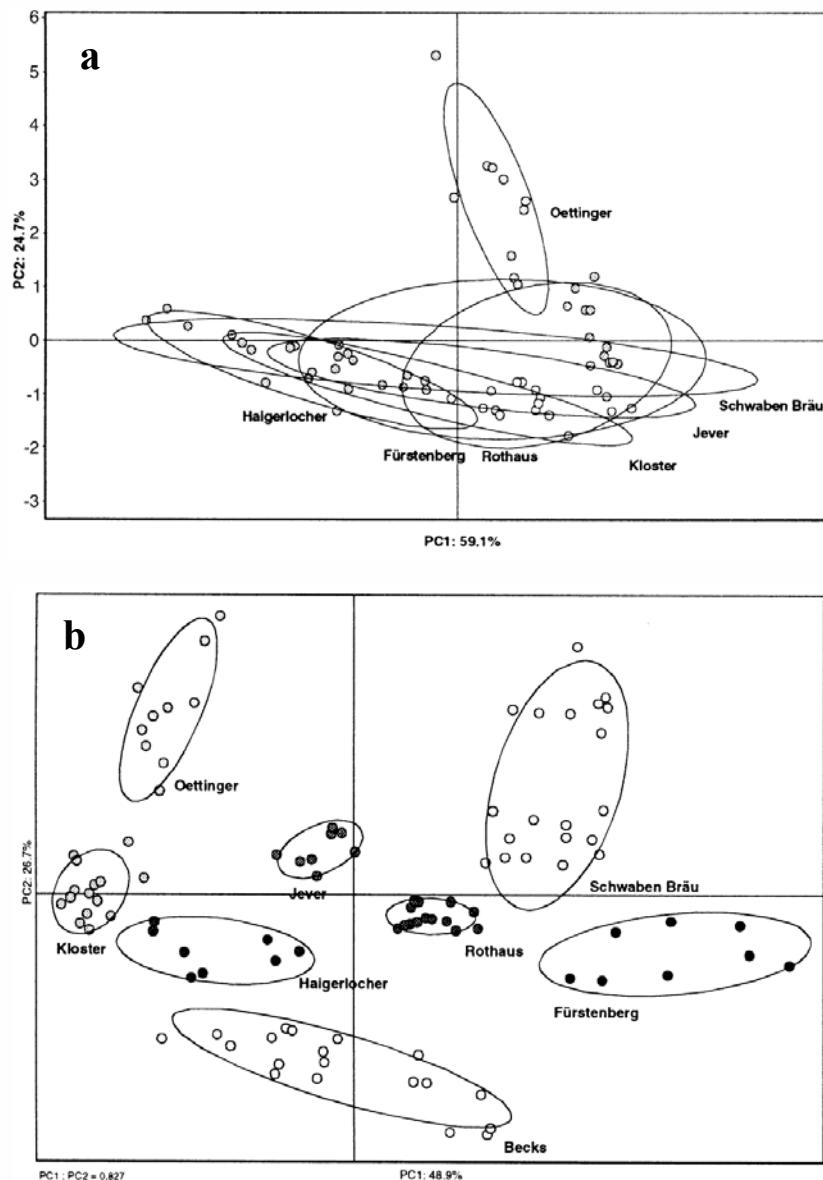 a
6
5
4
3
2
1
0
-1
-2
-3
PC2: 24.7%
Oettinger
Haigerlocher
Schwaben Bräu
Jever
Fürstenberg Rothaus
Kloster
PC1: 59,1%
b
Oettinger
PC2: 26.7%
Jever
Schwaben Bräu
Kloster
Rothaus
Haigerlocher
Fürstenberg
Becks
PC1 : PC2 = 0,827
PC1: 48.9%